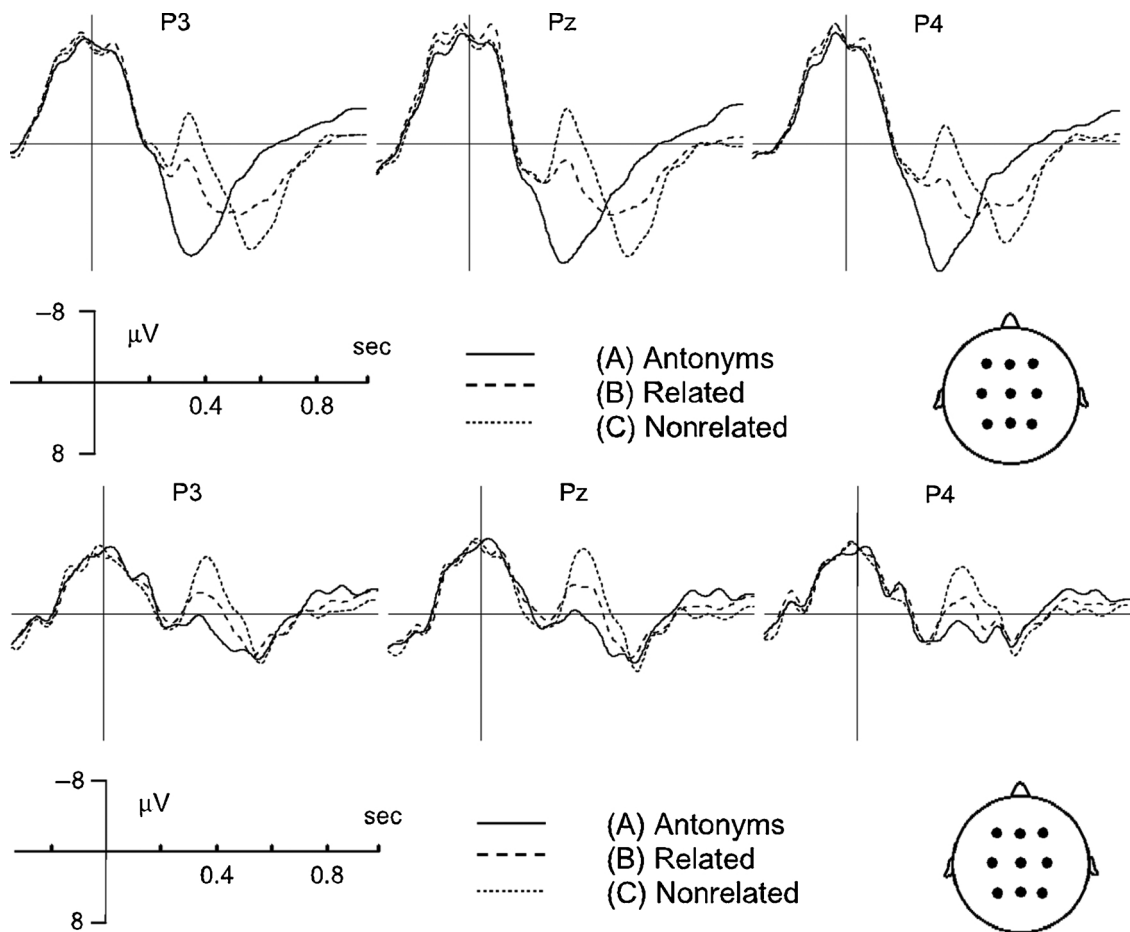 P3 Pz P4
−8
μV
sec
0.4 0.8
8
(A) Antonyms
(B) Related
(C) Nonrelated
P3 Pz P4
−8
μV
sec
0.4 0.8
8
(A) Antonyms
(B) Related
(C) Nonrelated